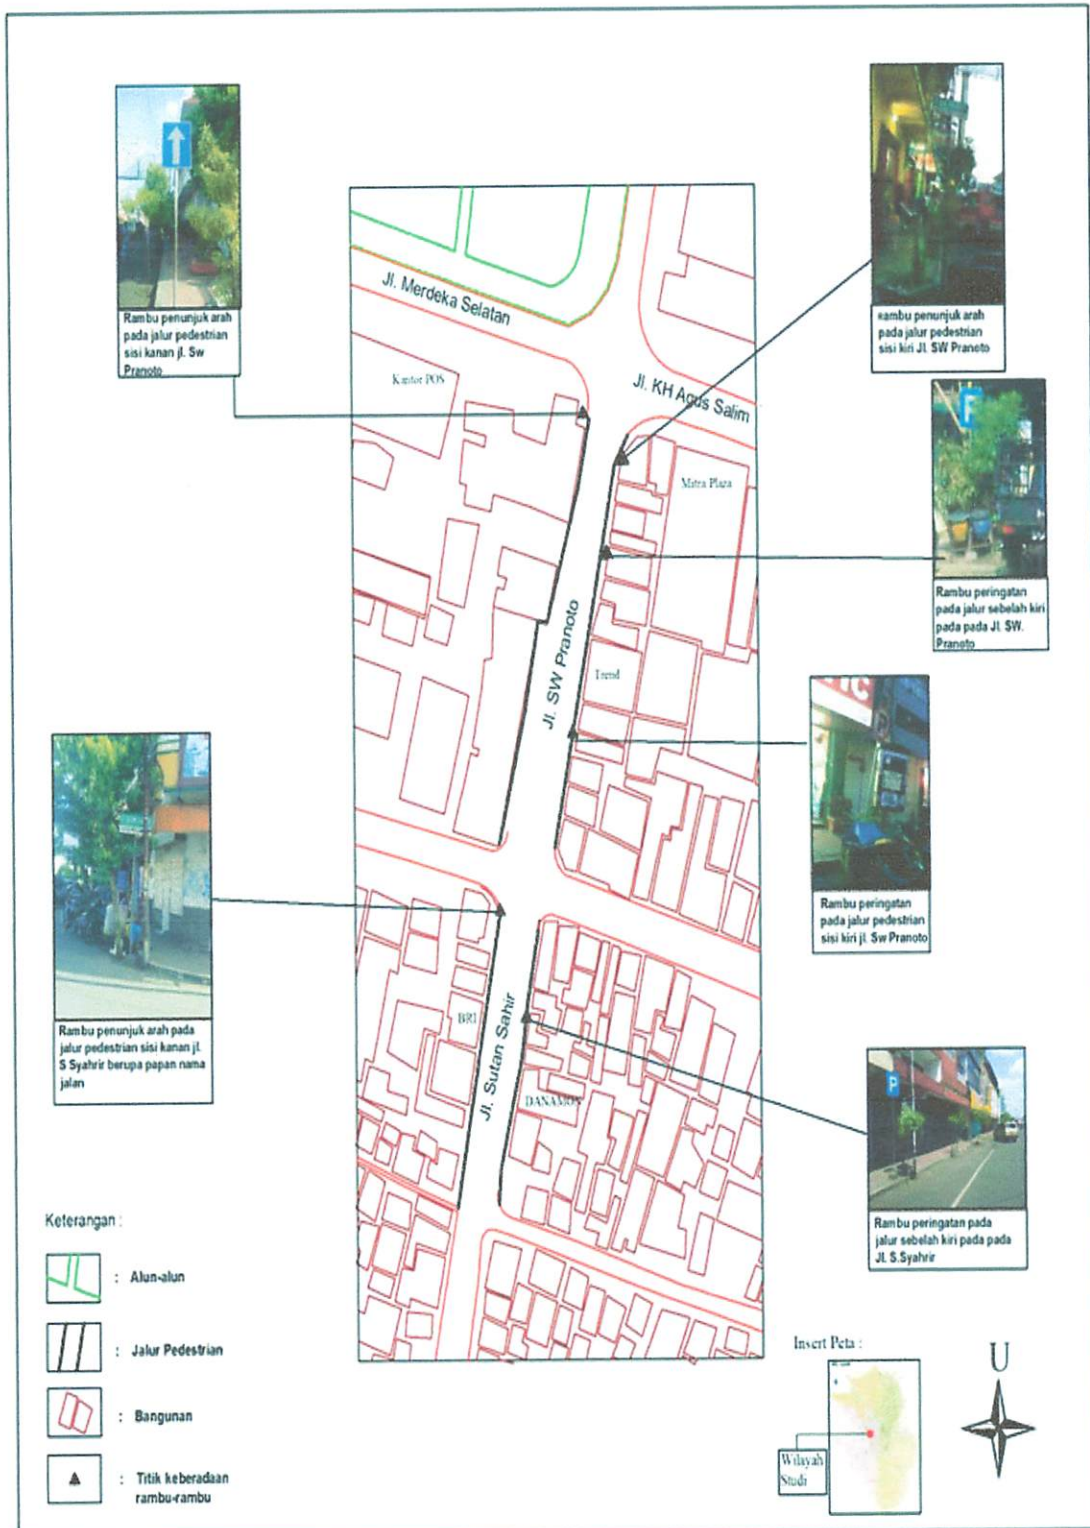 Rambu penunjuk arah
pada jalur pedestrian
sisi kanan jl. Sw
Pranoto
rambu penunjuk arah
pada jalur pedestrian
sisi kiri Jl. SW Pranoto
Jl. Merdeka Selatan
Kantor POS
Jl. KH Agus Salim
Mitra Plaza
P
Rambu peringatan
pada jalur sebelah kiri
pada pada Jl. SW.
Pranoto
Jl. SW Pranoto
Trend
Rambu peringatan
pada jalur pedestrian
sisi kiri jl. Sw Pranoto
Rambu penunjuk arah pada
jalur pedestrian sisi kanan jl.
S Syahrir berupa papan nama
jalan
BRI
Jl. Sutan Sahir
DANAMON
P
Rambu peringatan pada
jalur sebelah kiri pada pada
Jl. S.Syahrir
Keterangan :
: Alun-alun
: Jalur Pedestrian
: Bangunan
: Titik keberadaan
rambu-rambu
Insert Peta :
Wilayah
Studi
U